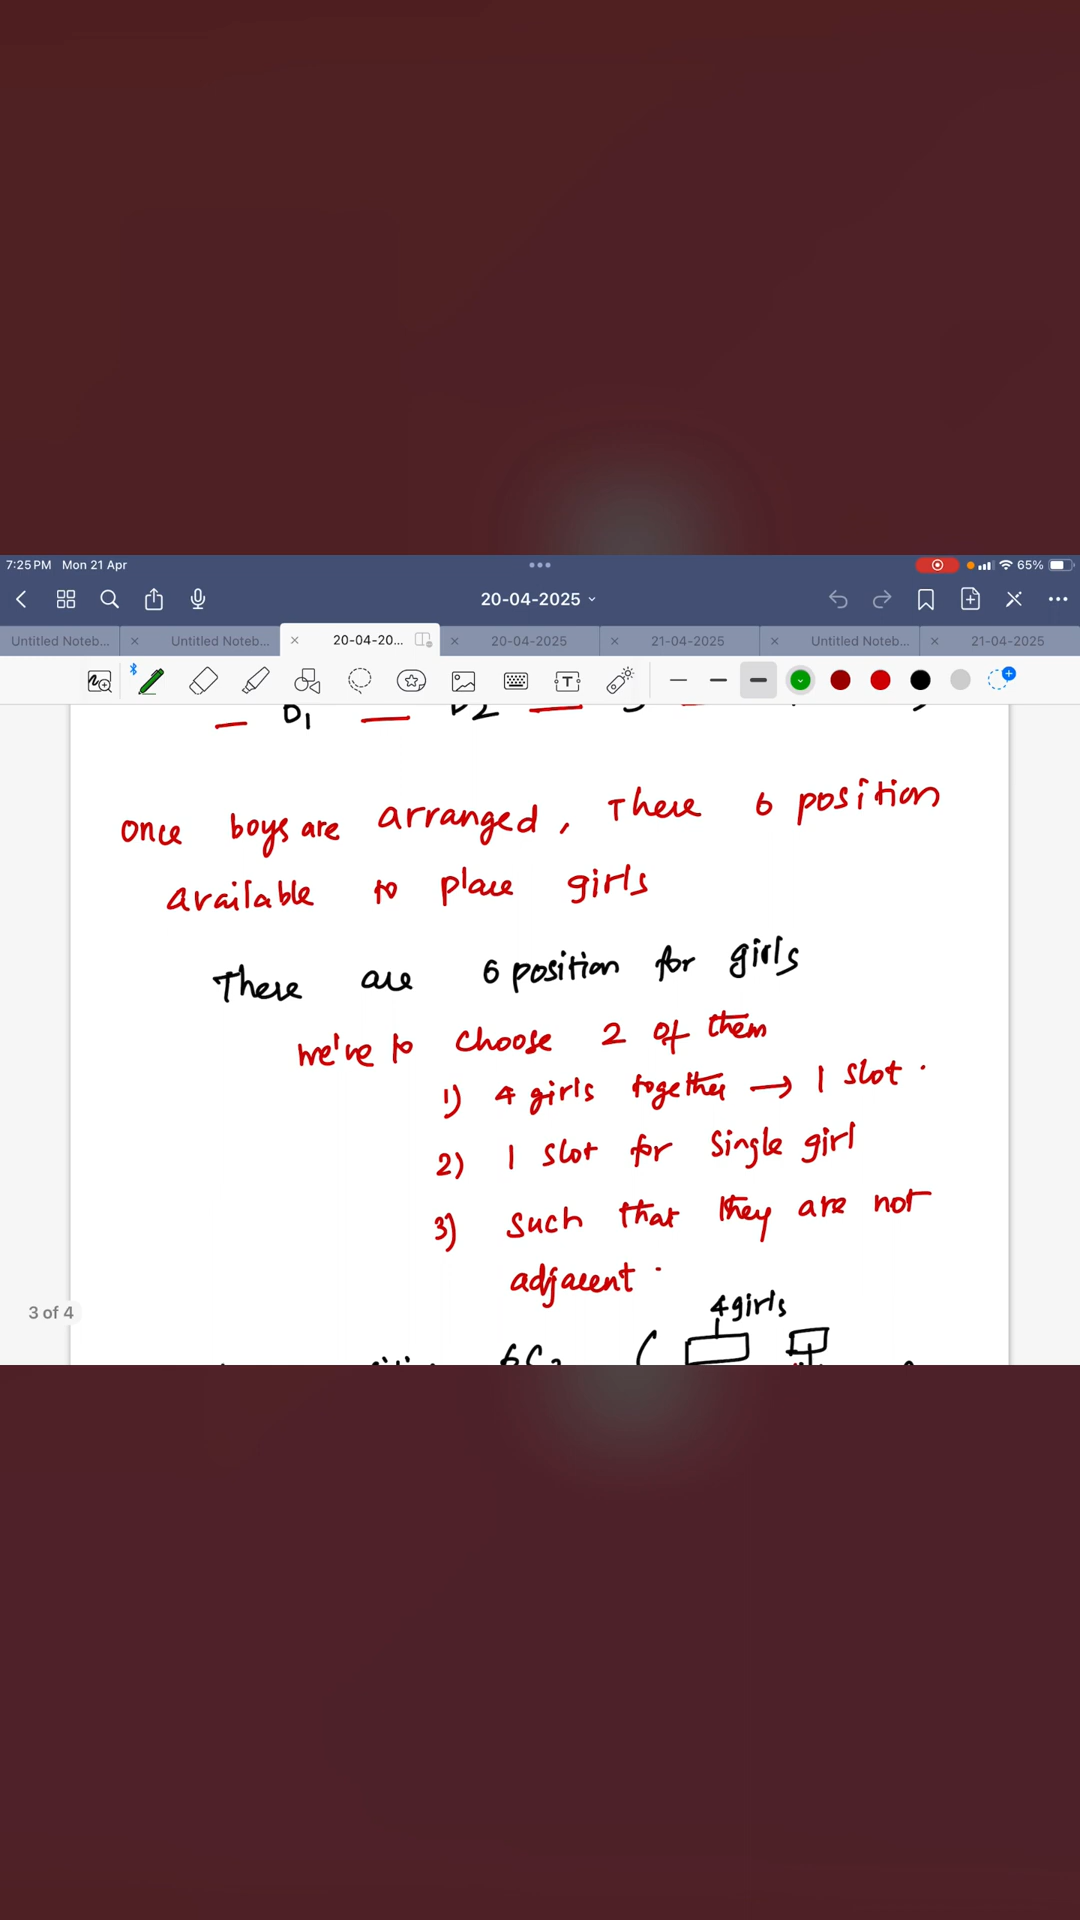 7:25 PM Mon 21 Apr
65%
20-04-2025
Untitled Noteb...
Untitled Noteb...
20-04-20...
20-04-2025
21-04-2025
Untitled Noteb...
21-04-2025
T
b1
once boys are arranged, There 6 position
available to place girls
There are 6 position for girls
we've to choose 2 of them
1) 4 girls together → 1 slot.
2) 1 slot for single girl
3) such that they are not
adjacent.
3 of 4
4girls
6C2 (